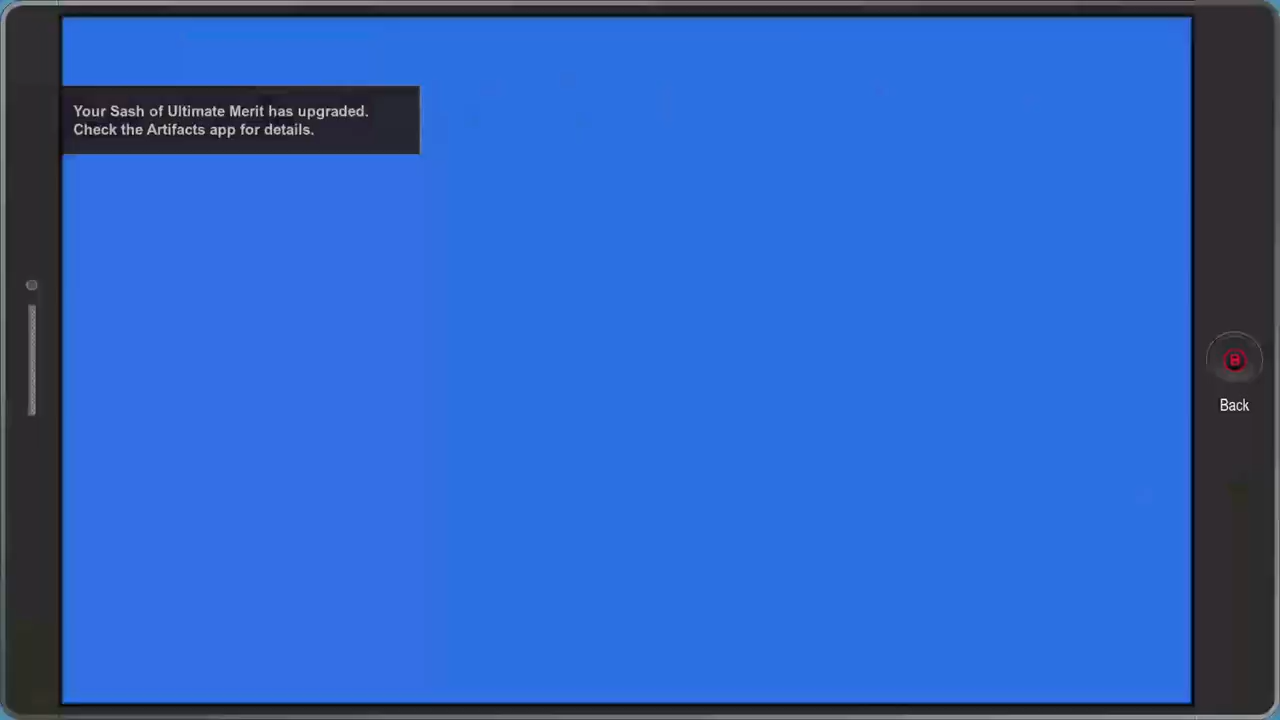 Your Sash of Ultimate Merit has upgraded.
Check the Artifacts app for details.
B
Back